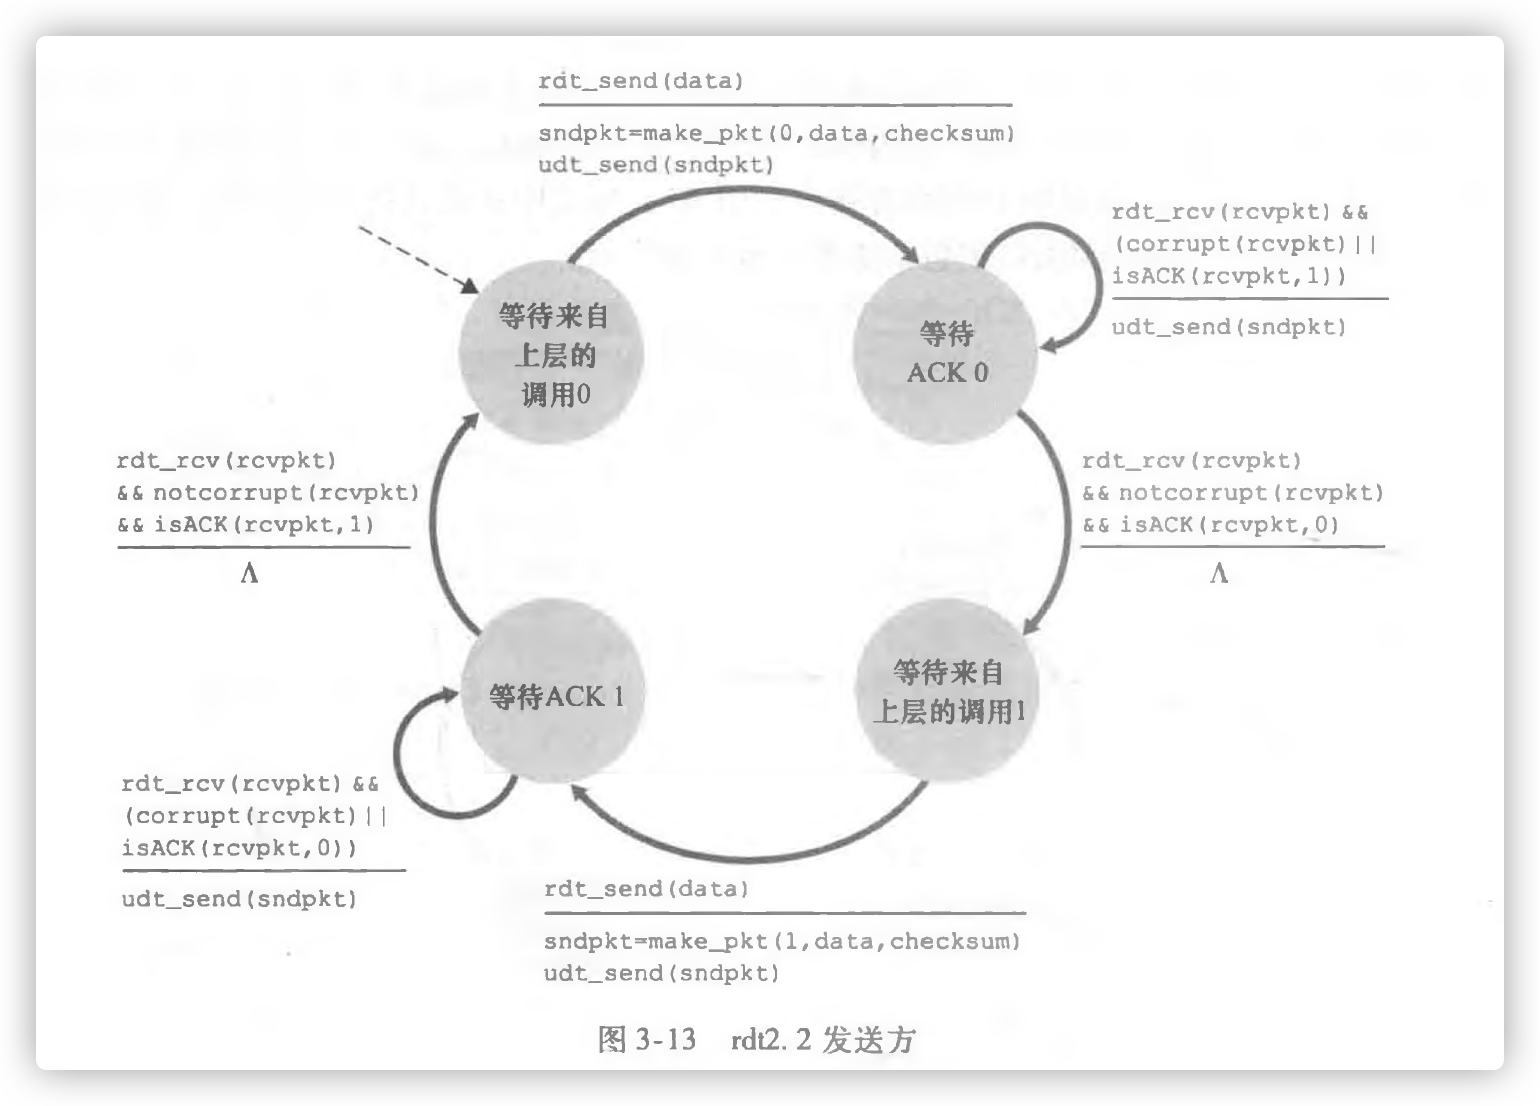 rdt_send(data)
sndpkt=make_pkt(0,data,checksum)
udt_send(sndpkt)
rdt_rcv(rcvpkt) &&
(corrupt(rcvpkt)||
isACK(rcvpkt,1))
udt_send(sndpkt)
等待来自
上层的
调用0
等待
ACK 0
rdt_rcv(rcvpkt)
&& notcorrupt(rcvpkt)
&& isACK(rcvpkt,1)
Λ
rdt_rcv(rcvpkt)
&& notcorrupt(rcvpkt)
&& isACK(rcvpkt,0)
Λ
等待ACK 1
等待来自
上层的调用1
rdt_rcv(rcvpkt) &&
(corrupt(rcvpkt)||
isACK(rcvpkt,0))
udt_send(sndpkt)
rdt_send(data)
sndpkt=make_pkt(1,data,checksum)
udt_send(sndpkt)
图 3-13 rdt2. 2 发送方